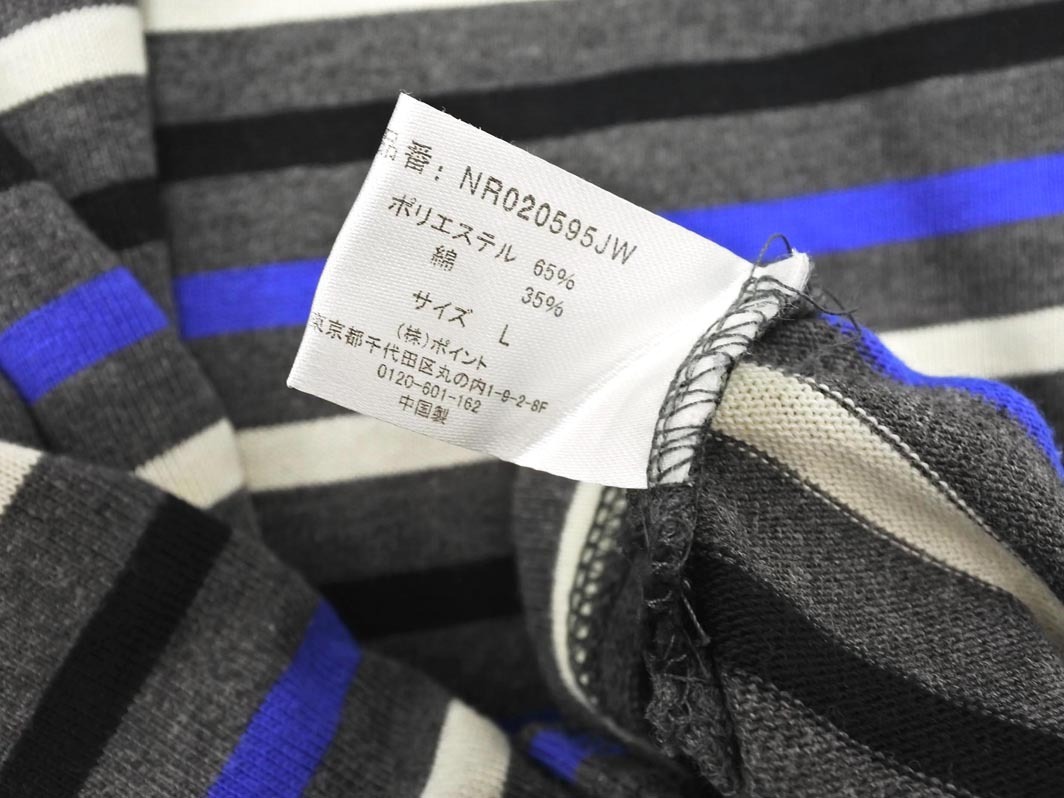 品番: NR020595JW
ポリエステル 65%
綿 35%
サイズ L
(株)ポイント
東京都千代田区丸の内1-9-2-8F
0120-601-162
中国製